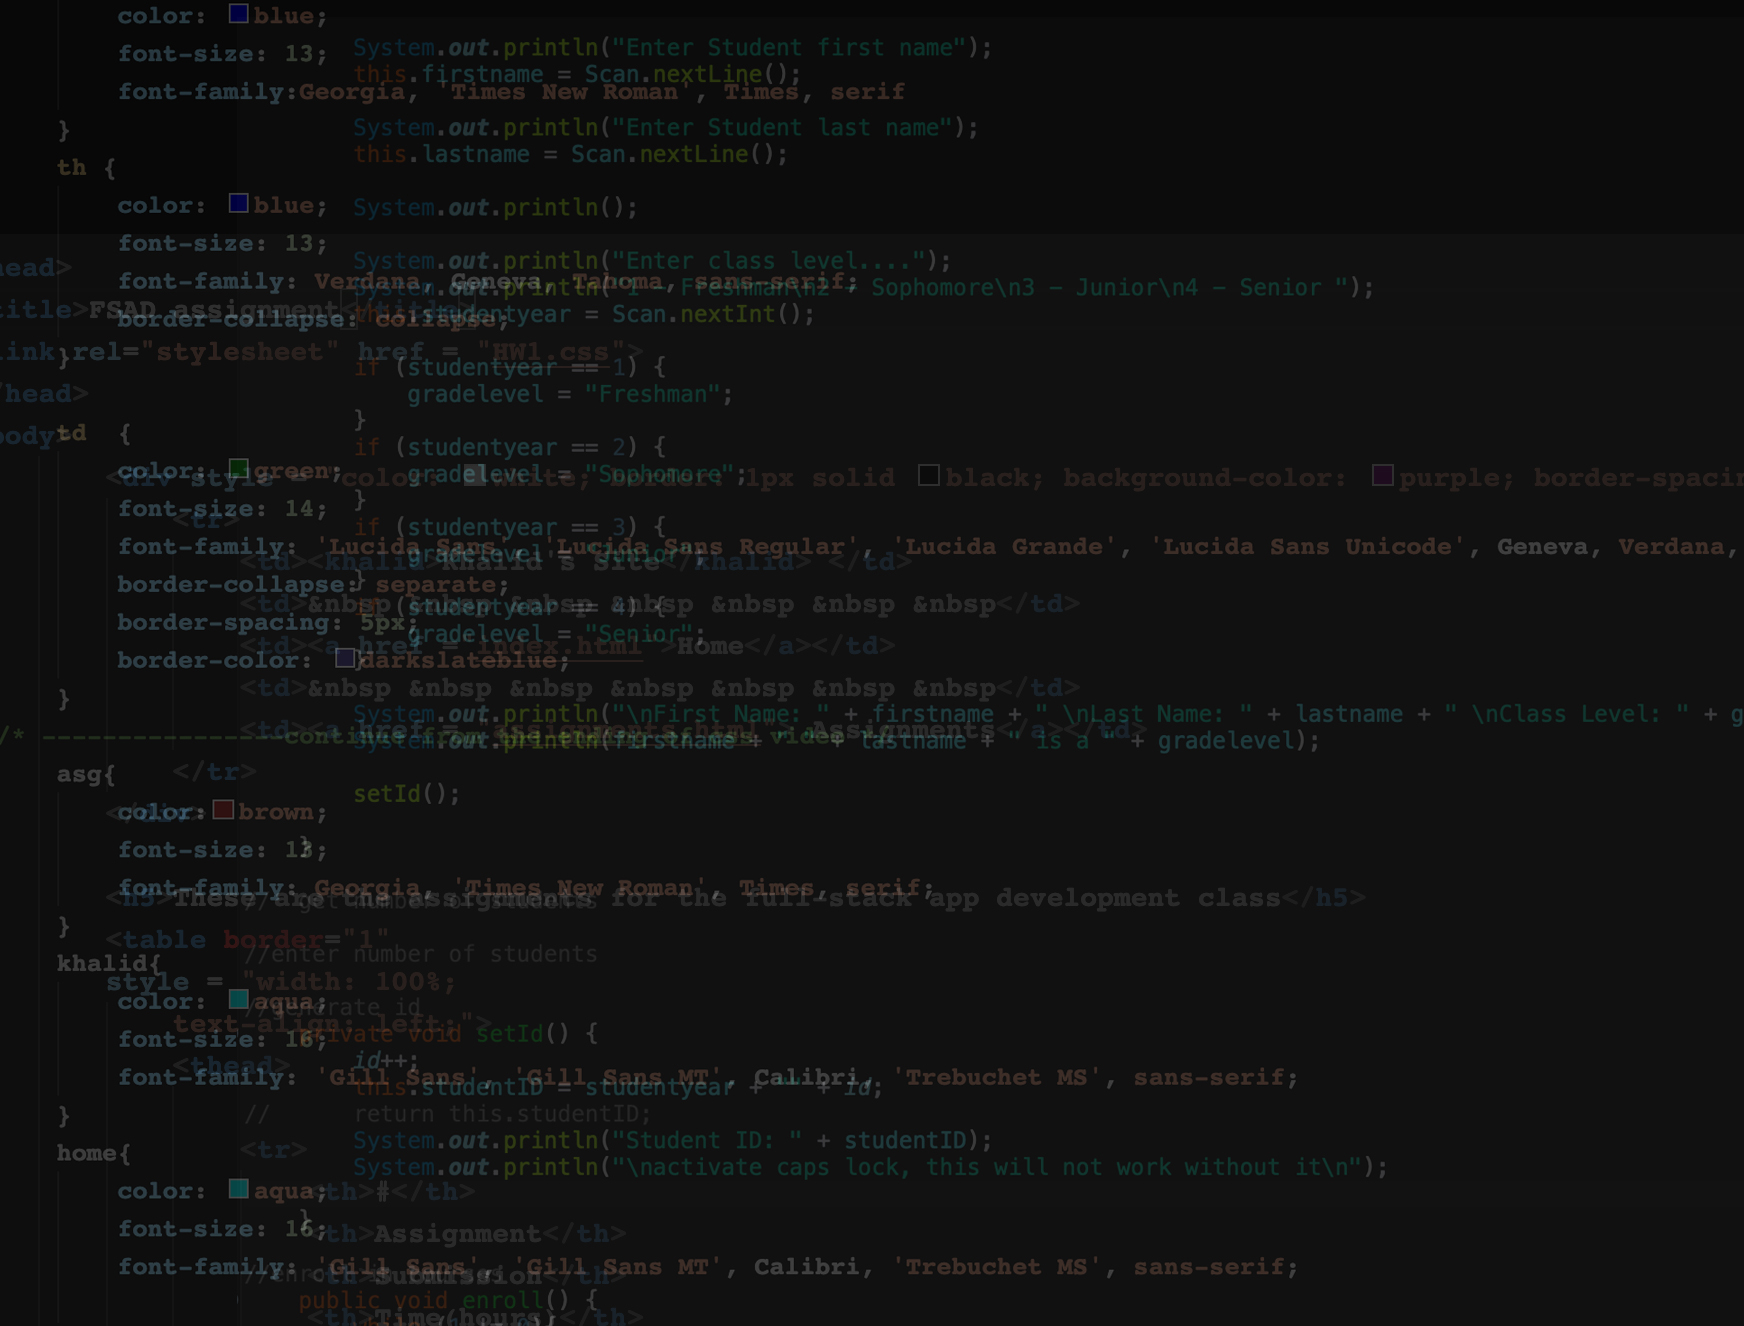 color: blue;
font-size: 13;
font-family:Georgia, 'Times New Roman', Times, serif
}
th {
color: blue;
font-size: 13;
font-family: Verdana, Geneva, Tahoma, sans-serif;
border-collapse: collapse;
}
td {
color: green;
font-size: 14;
font-family: 'Lucida Sans', 'Lucida Sans Regular', 'Lucida Grande', 'Lucida Sans Unicode', Geneva, Verdana,
border-collapse: separate;
border-spacing: 5px;
border-color: darkslateblue;
}
/*
asg{
color: brown;
font-size: 13;
font-family: Georgia, 'Times New Roman', Times, serif;
}
khalid{
color: aqua;
font-size: 16;
font-family: 'Gill Sans', 'Gill Sans MT', Calibri, 'Trebuchet MS', sans-serif;
}
home{
color: aqua;
font-size: 16;
font-family: 'Gill Sans', 'Gill Sans MT', Calibri, 'Trebuchet MS', sans-serif;
System.out.println("Enter Student first name");
this.firstname = Scan.nextLine();
System.out.println("Enter Student last name");
this.lastname = Scan.nextLine();
System.out.println();
System.out.println("Enter class level....");
System.out.println("1 - Freshman\n2 - Sophomore\n3 - Junior\n4 - Senior ");
this.studentyear = Scan.nextInt();
if (studentyear == 1) {
gradelevel = "Freshman";
}
if (studentyear == 2) {
gradelevel = "Sophomore";
}
if (studentyear == 3) {
gradelevel = "Junior";
}
if (studentyear == 4) {
gradelevel = "Senior";
}
System.out.println("\nFirst Name: " + firstname + " \nLast Name: " + lastname + " \nClass Level: " + g
System.out.println(firstname + " " + lastname + " is a " + gradelevel);
setId();
}
// get number of students
//enter number of students
//generate id
private void setId() {
id++;
this.studentID = studentyear + "" + id;
// return this.studentID;
System.out.println("Student ID: " + studentID);
System.out.println("\nactivate caps lock, this will not work without it\n");
}
public void enroll() {
head>
title>FSAD assignment</title>
link rel="stylesheet" href = "HW1.css">
/head>
body>
<div style = "color: white; border: 1px solid black; background-color: purple; border-spacin
<tr>
<td><khalid>Khalid's Site</khalid> </td>
<td>&nbsp &nbsp &nbsp &nbsp &nbsp &nbsp &nbsp</td>
<td><a href ="index.html">Home</a></td>
<td>&nbsp &nbsp &nbsp &nbsp &nbsp &nbsp &nbsp</td>
<td><a href = "assignments.html"> Assignments</a></td>
</tr>
</div>
<h5>These are the assignments for the full-stack app development class</h5>
<table border="1"
style = "width: 100%;
text-align: left;">
<thead>
<tr>
<th>#</th>
<th>Assignment</th>
<th>Submission</th>
<th>Time(hours)</th>